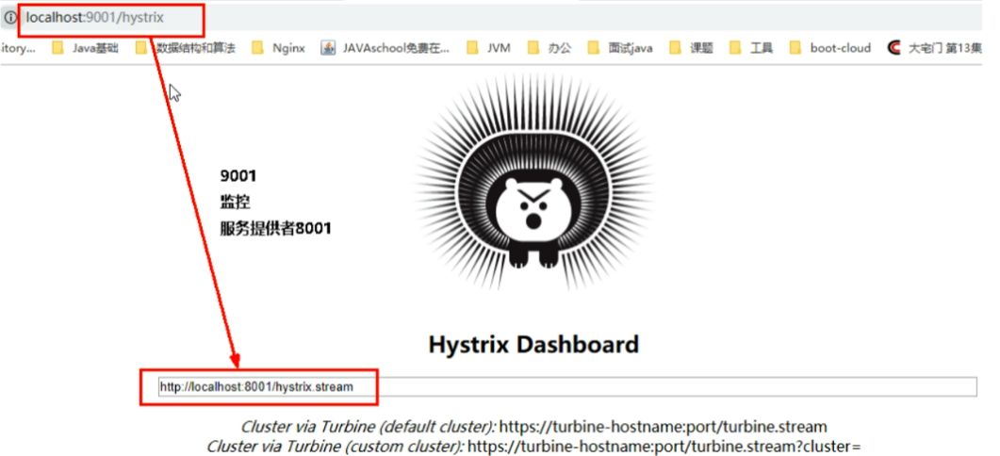 localhost:9001/hystrix
itory... Java基础 数据结构和算法 Nginx JAVAschool免费在... JVM 办公 面试java 课题 工具 boot-cloud 大宅门 第13集
9001
监控
服务提供者8001
Hystrix Dashboard
http://localhost:8001/hystrix.stream
Cluster via Turbine (default cluster): https://turbine-hostname:port/turbine.stream
Cluster via Turbine (custom cluster): https://turbine-hostname:port/turbine.stream?cluster=